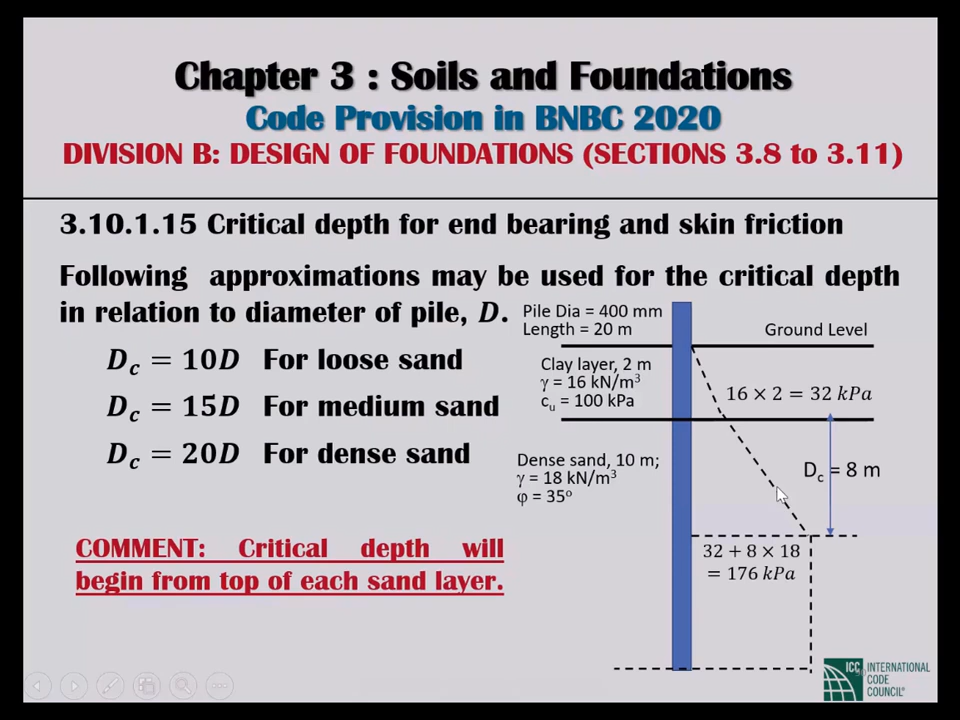 Chapter 3 : Soils and Foundations
Code Provision in BNBC 2020
DIVISION B: DESIGN OF FOUNDATIONS (SECTIONS 3.8 to 3.11)
3.10.1.15 Critical depth for end bearing and skin friction
Following approximations may be used for the critical depth
in relation to diameter of pile, D.
D_c = 10D For loose sand
D_c = 15D For medium sand
D_c = 20D For dense sand
COMMENT: Critical depth will
begin from top of each sand layer.
Pile Dia = 400 mm
Length = 20 m
Ground Level
Clay layer, 2 m
γ = 16 kN/m³
c_u = 100 kPa
16 × 2 = 32 kPa
Dense sand, 10 m;
γ = 18 kN/m³
φ = 35°
D_c = 8 m
32 + 8 × 18
= 176 kPa
ICC INTERNATIONAL
CODE
COUNCIL®